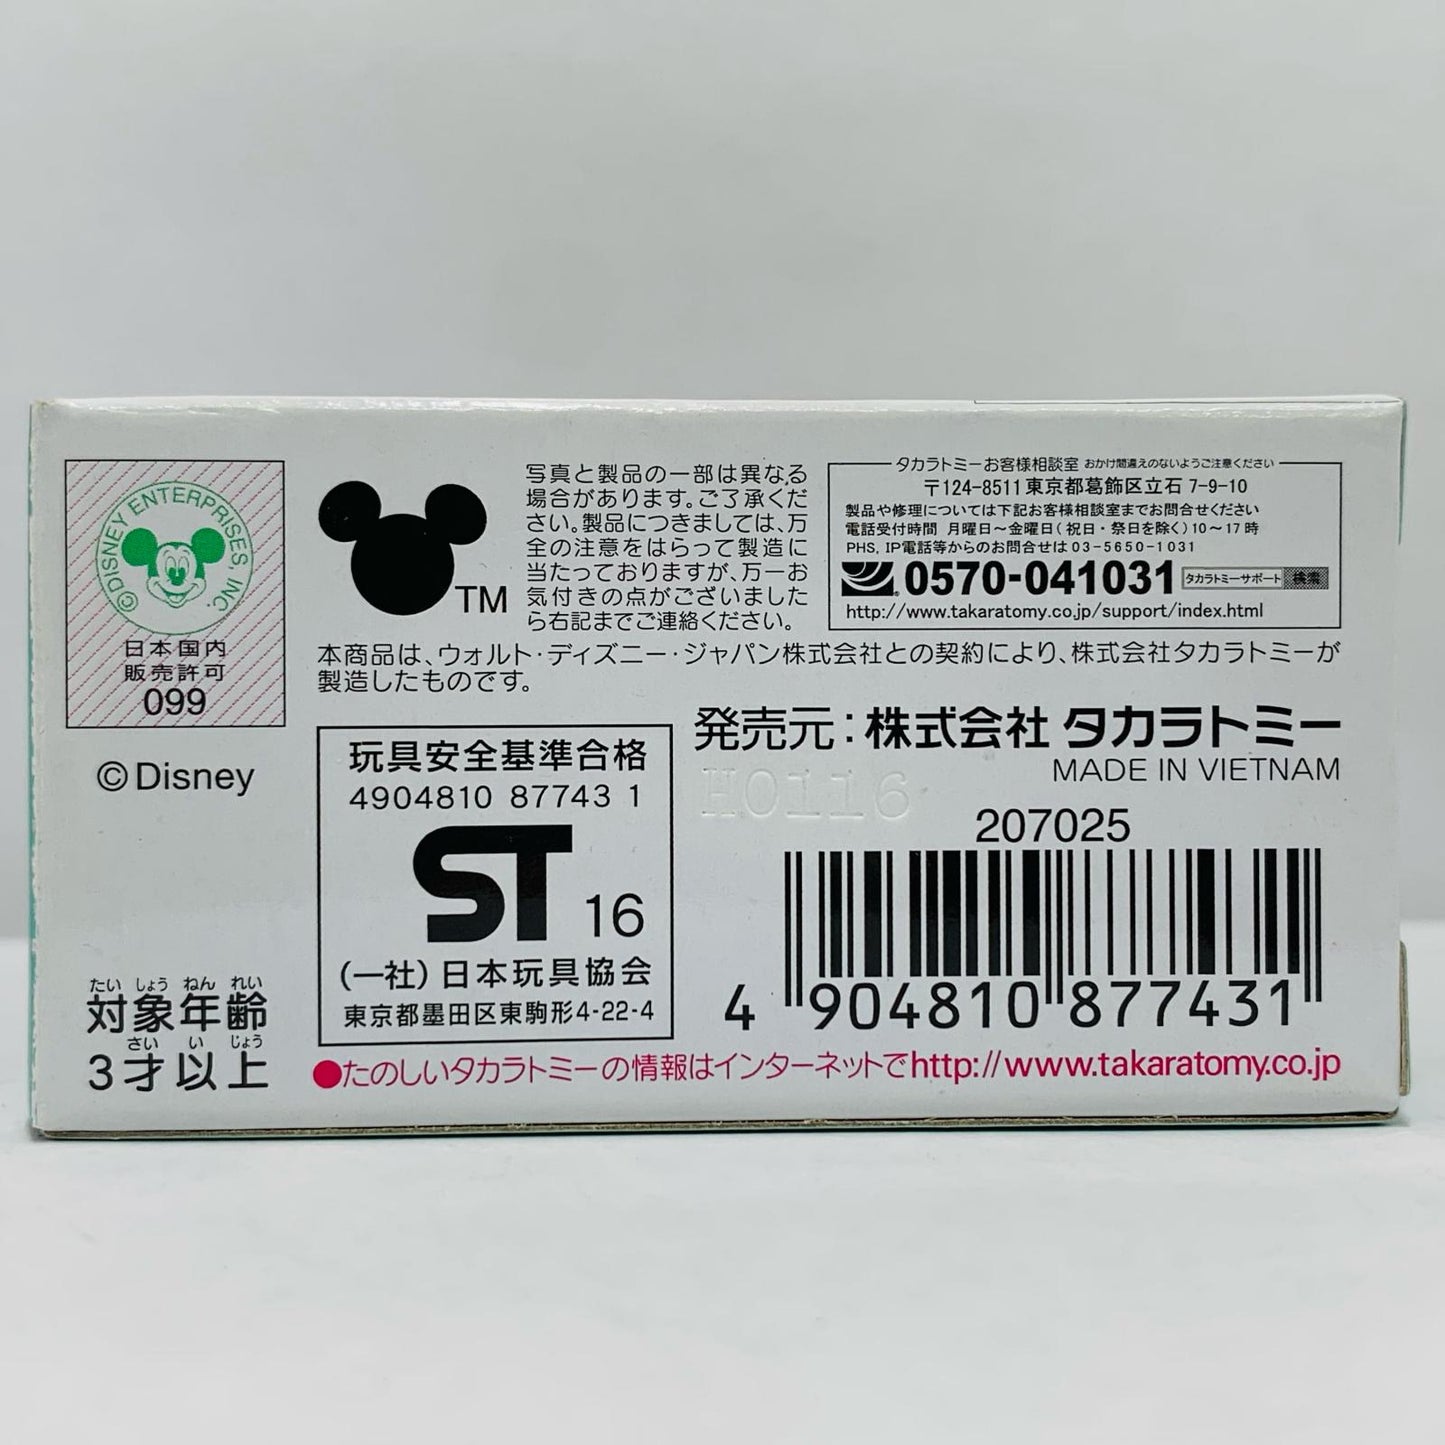 © DISNEY ENTERPRISES, INC.
日本国内
販売許可
099
© Disney
たいしょうねんれい
対象年齢
さいいじょう
3才以上
TM
写真と製品の一部は異なる
場合があります。ご了承くだ
さい。製品につきましては、万
全の注意をはらって製造に
当たっておりますが、万一お
気付きの点がございました
ら右記までご連絡ください。
タカラトミーお客様相談室 おかけ間違えのないようご注意ください
〒124-8511 東京都葛飾区立石 7-9-10
製品や修理については下記お客様相談室までお問合せください
電話受付時間 月曜日～金曜日(祝日・祭日を除く)10～17時
PHS, IP電話等からのお問合せは 03-5650-1031
0570-041031 タカラトミーサポート 検索
http://www.takaratomy.co.jp/support/index.html
本商品は、ウォルト・ディズニー・ジャパン株式会社との契約により、株式会社タカラトミーが
製造したものです。
玩具安全基準合格
4904810 87743 1
ST 16
(一社) 日本玩具協会
東京都墨田区東駒形4-22-4
発売元:株式会社 タカラトミー
MADE IN VIETNAM
H0116
207025
4 904810 877431
●たのしいタカラトミーの情報はインターネットでhttp://www.takaratomy.co.jp